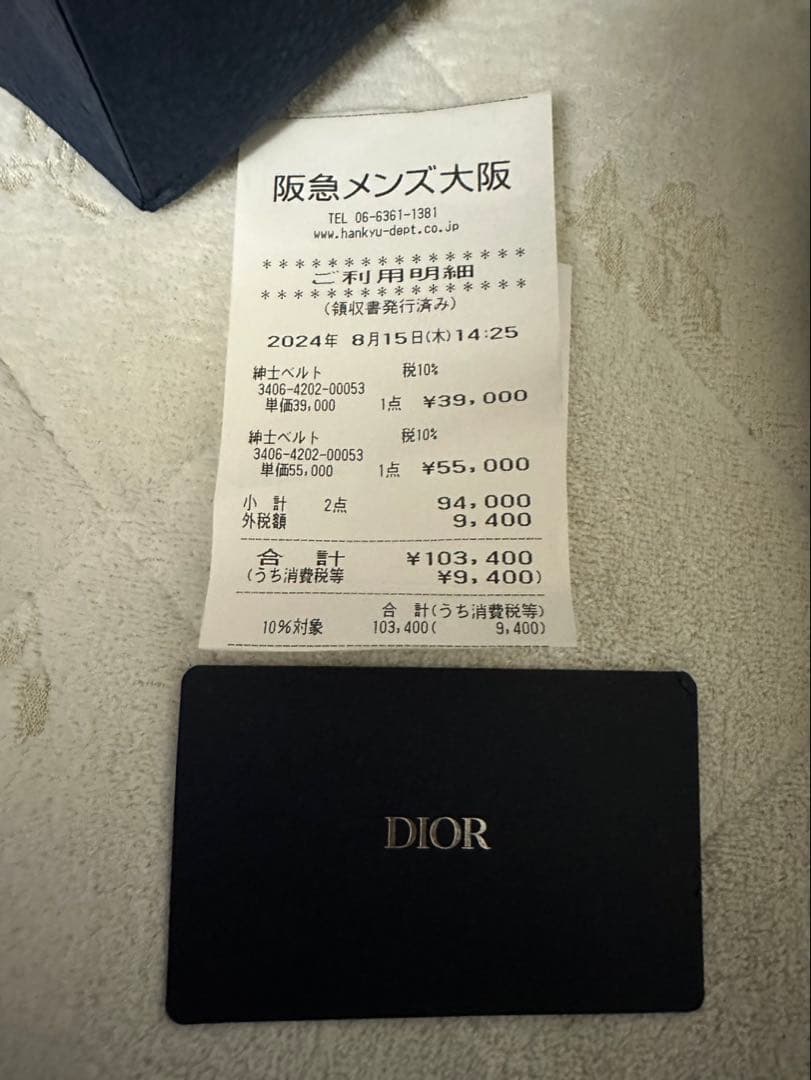 阪急メンズ大阪
TEL 06-6361-1381
www.hankyu-dept.co.jp
****************
ご利用明細
****************
(領収書発行済み)
2024年 8月15日(木)14:25
紳士ベルト 税10%
3406-4202-00053
単価39,000 1点 ¥39,000
紳士ベルト 税10%
3406-4202-00053
単価55,000 1点 ¥55,000
小 計 2点 94,000
外税額 9,400
合 計 ¥103,400
(うち消費税等 ¥9,400)
合 計(うち消費税等)
10%対象 103,400( 9,400)
DIOR